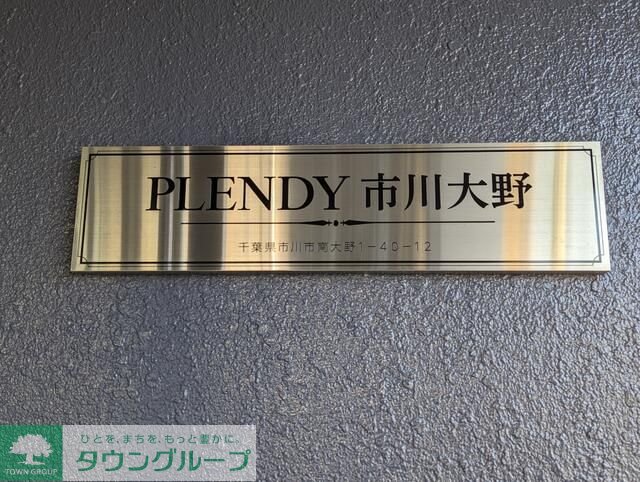 PLENDY 市川大野
千葉県市川市南大野1-40-12
ひとを、まちを、もっと豊かに。
タウングループ
TOWN GROUP